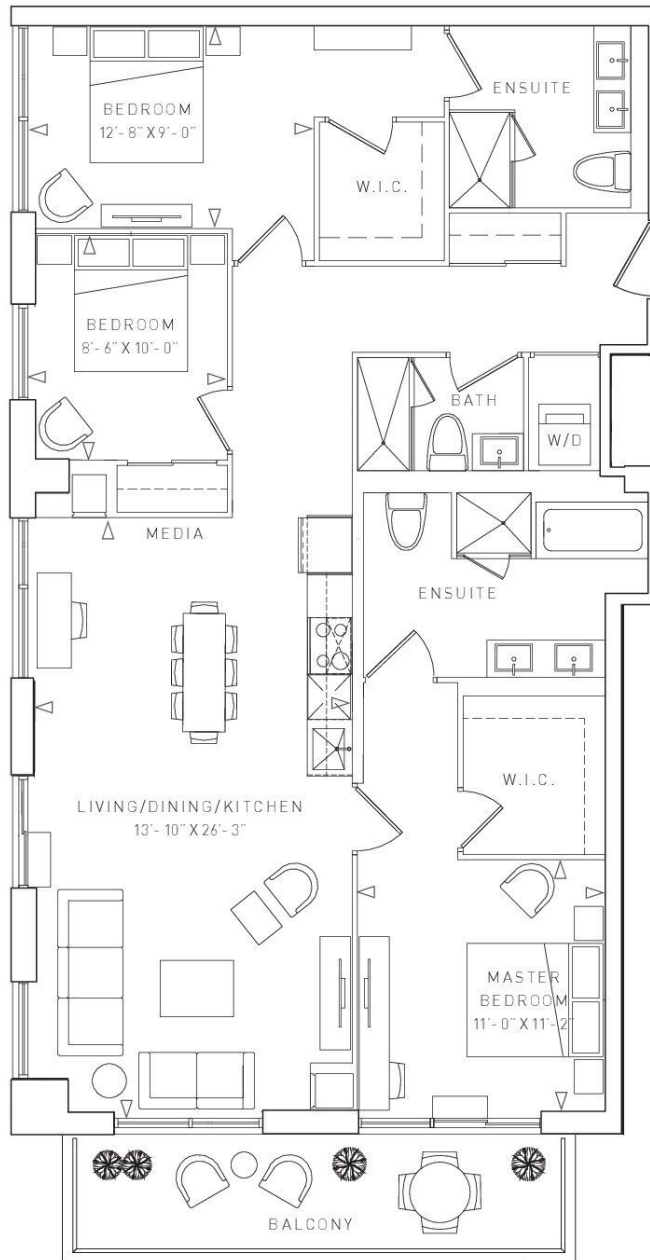 BEDROOM
12'-8" X 9'-0"
ENSUITE
W.I.C.
BEDROOM
8'-6" X 10'-0"
BATH
W/D
MEDIA
ENSUITE
W.I.C.
LIVING/DINING/KITCHEN
13'-10" X 26'-3"
MASTER
BEDROOM
11'-0" X 11'-2"
BALCONY